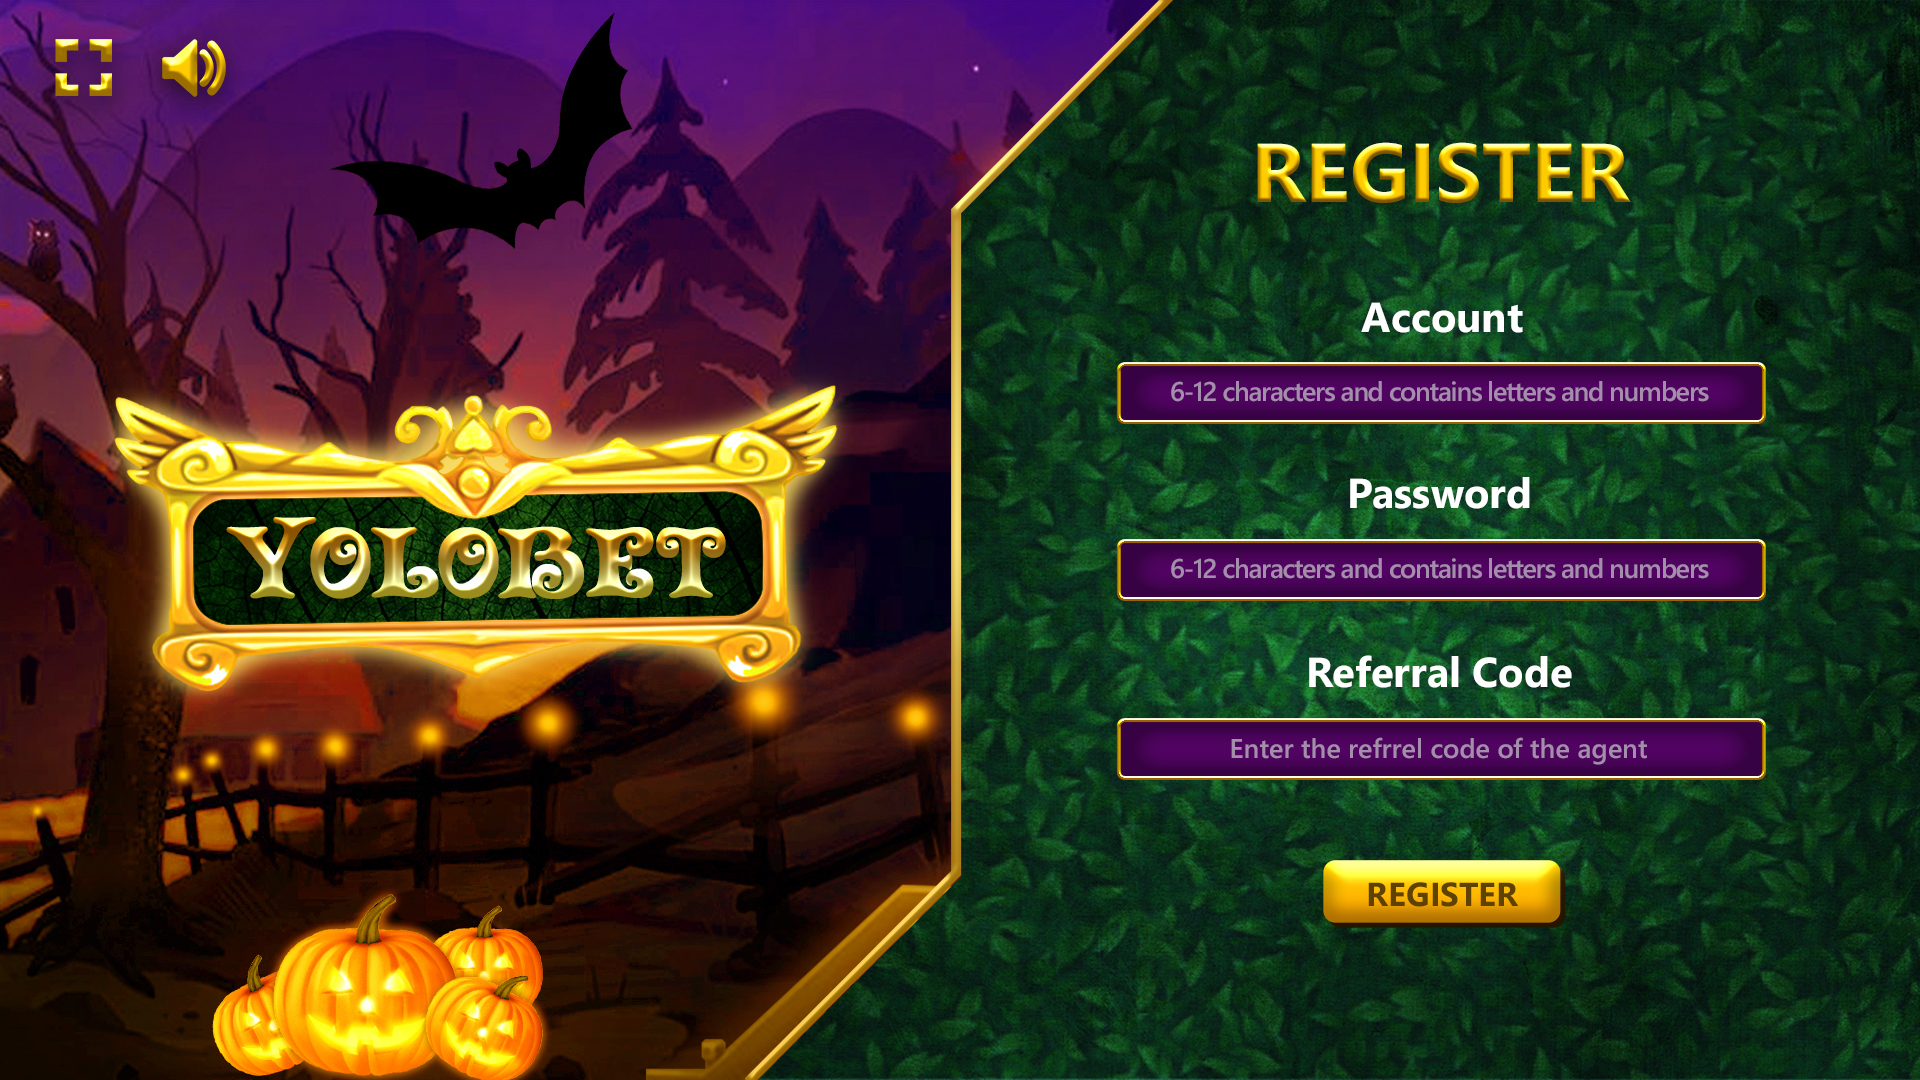 YOLOBET
REGISTER
Account
6-12 characters and contains letters and numbers
Password
6-12 characters and contains letters and numbers
Referral Code
Enter the refrrel code of the agent
REGISTER